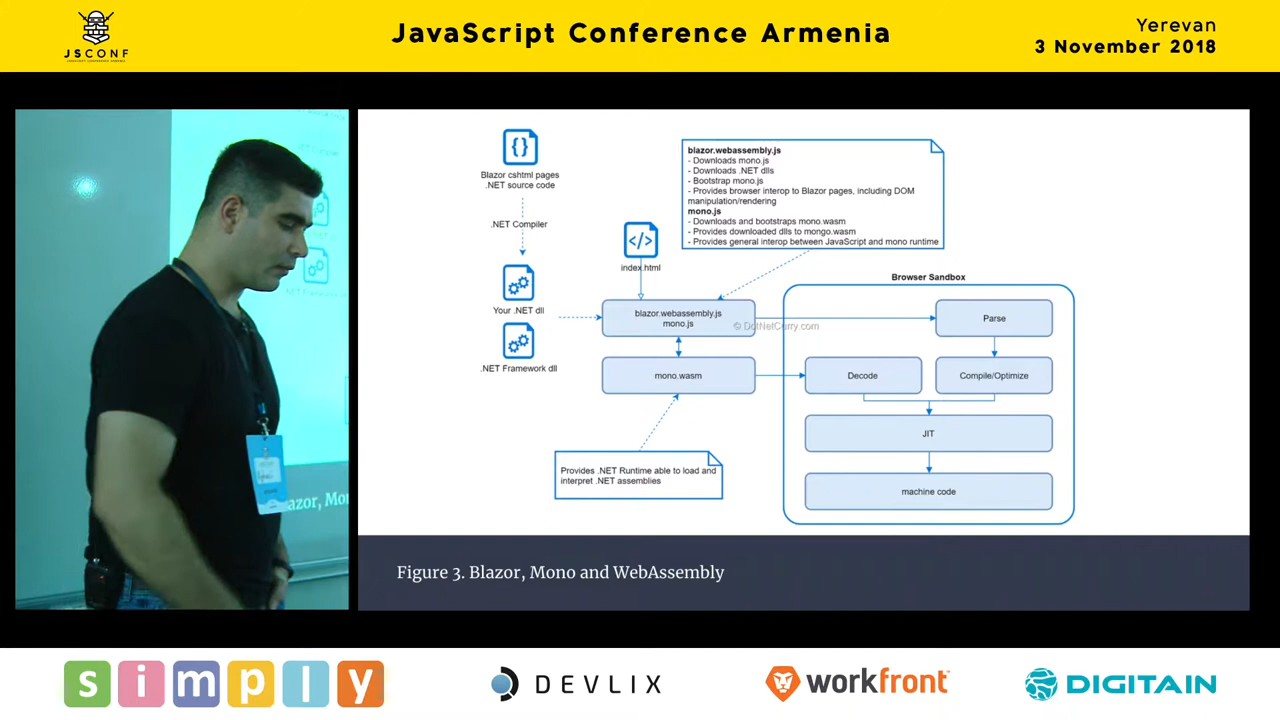 JSCONF
JavaScript Conference Armenia
Yerevan
3 November 2018
{}
Blazor cshtml pages
.NET source code
.NET Compiler
Your .NET dll
.NET Framework dll
</>
index.html
blazor.webassembly.js
- Downloads mono.js
- Downloads .NET dlls
- Bootstrap mono.js
- Provides browser interop to Blazor pages, including DOM
manipulation/rendering
mono.js
- Downloads and bootstraps mono.wasm
- Provides downloaded dlls to mongo.wasm
- Provides general interop between JavaScript and mono runtime
blazor.webassembly.js
mono.js
© DotNetCurry.com
mono.wasm
Provides .NET Runtime able to load and
interpret .NET assemblies
Browser Sandbox
Parse
Decode
Compile/Optimize
JIT
machine code
Figure 3. Blazor, Mono and WebAssembly
azor, Mo
simply
DEVLIX
workfront
DIGITAIN